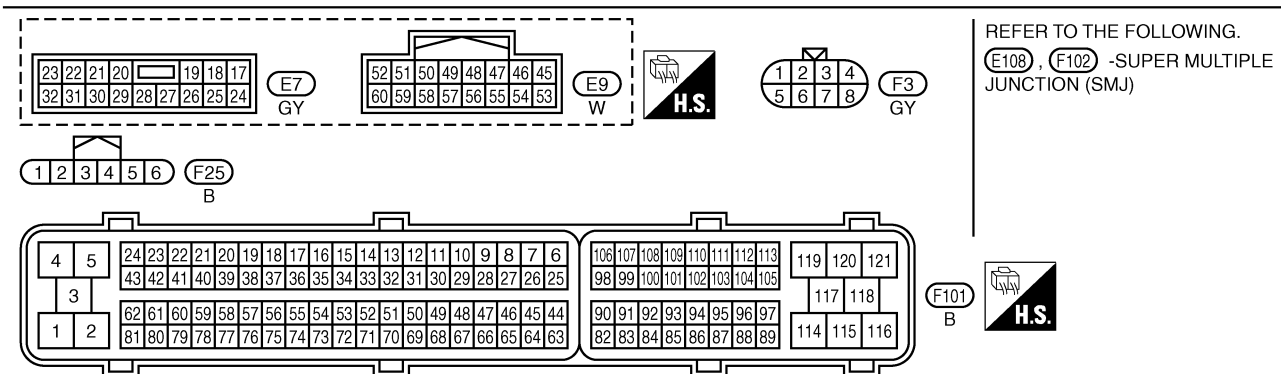 REFER TO THE FOLLOWING.
E108 , F102 -SUPER MULTIPLE
JUNCTION (SMJ)
23 22 21 20 19 18 17
32 31 30 29 28 27 26 25 24
E7
GY
52 51 50 49 48 47 46 45
60 59 58 57 56 55 54 53
E9
W
H.S.
1 2 3 4
5 6 7 8
F3
GY
1 2 3 4 5 6
F25
B
4 5
3
1 2
24 23 22 21 20 19 18 17 16 15 14 13 12 11 10 9 8 7 6
43 42 41 40 39 38 37 36 35 34 33 32 31 30 29 28 27 26 25
62 61 60 59 58 57 56 55 54 53 52 51 50 49 48 47 46 45 44
81 80 79 78 77 76 75 74 73 72 71 70 69 68 67 66 65 64 63
106 107 108 109 110 111 112 113
98 99 100 101 102 103 104 105
90 91 92 93 94 95 96 97
82 83 84 85 86 87 88 89
119 120 121
117 118
114 115 116
F101
B
H.S.